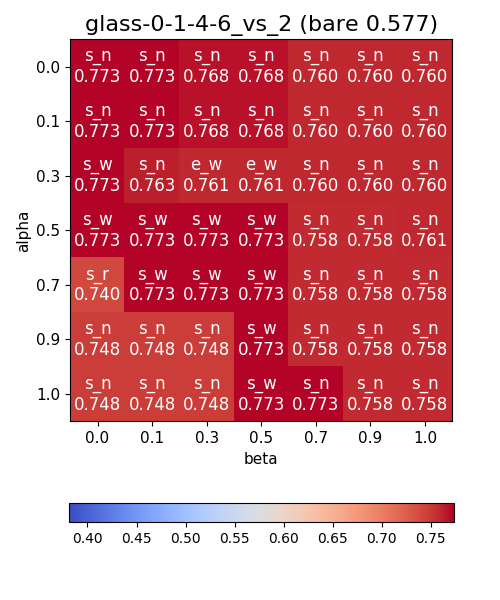 glass-0-1-4-6_vs_2 (bare 0.577)
0.0 s_n s_n s_n s_n s_n s_n s_n
0.773 0.773 0.768 0.768 0.760 0.760 0.760
0.1 s_n s_n s_n s_n s_n s_n s_n
0.773 0.773 0.768 0.768 0.760 0.760 0.760
0.3 s_w s_n e_w e_w s_n s_n s_n
0.773 0.763 0.761 0.761 0.760 0.760 0.760
0.5 s_w s_w s_w s_w s_n s_n s_n
0.773 0.773 0.773 0.773 0.758 0.758 0.761
0.7 s_r s_w s_w s_w s_n s_n s_n
0.740 0.773 0.773 0.773 0.758 0.758 0.758
0.9 s_n s_n s_n s_w s_n s_n s_n
0.748 0.748 0.748 0.773 0.758 0.758 0.758
1.0 s_n s_n s_n s_w s_n s_n s_n
0.748 0.748 0.748 0.773 0.773 0.758 0.758
alpha
0.0 0.1 0.3 0.5 0.7 0.9 1.0
beta
0.40 0.45 0.50 0.55 0.60 0.65 0.70 0.75